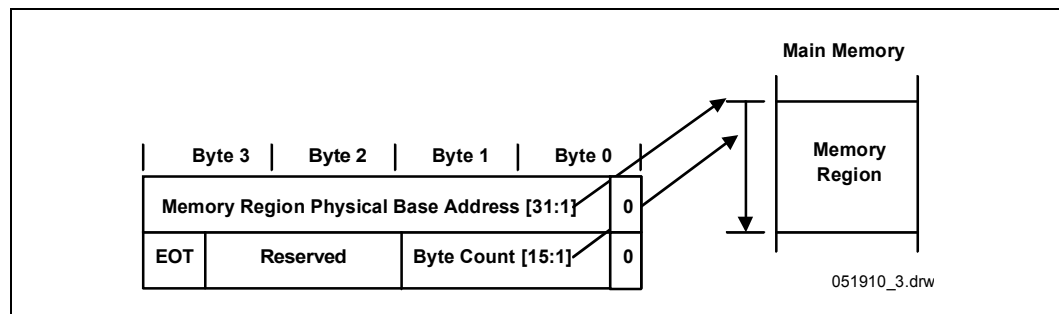 Main Memory
Byte 3 Byte 2 Byte 1 Byte 0
Memory
Region
Memory Region Physical Base Address [31:1] 0
EOT Reserved Byte Count [15:1] 0
051910_3.drw